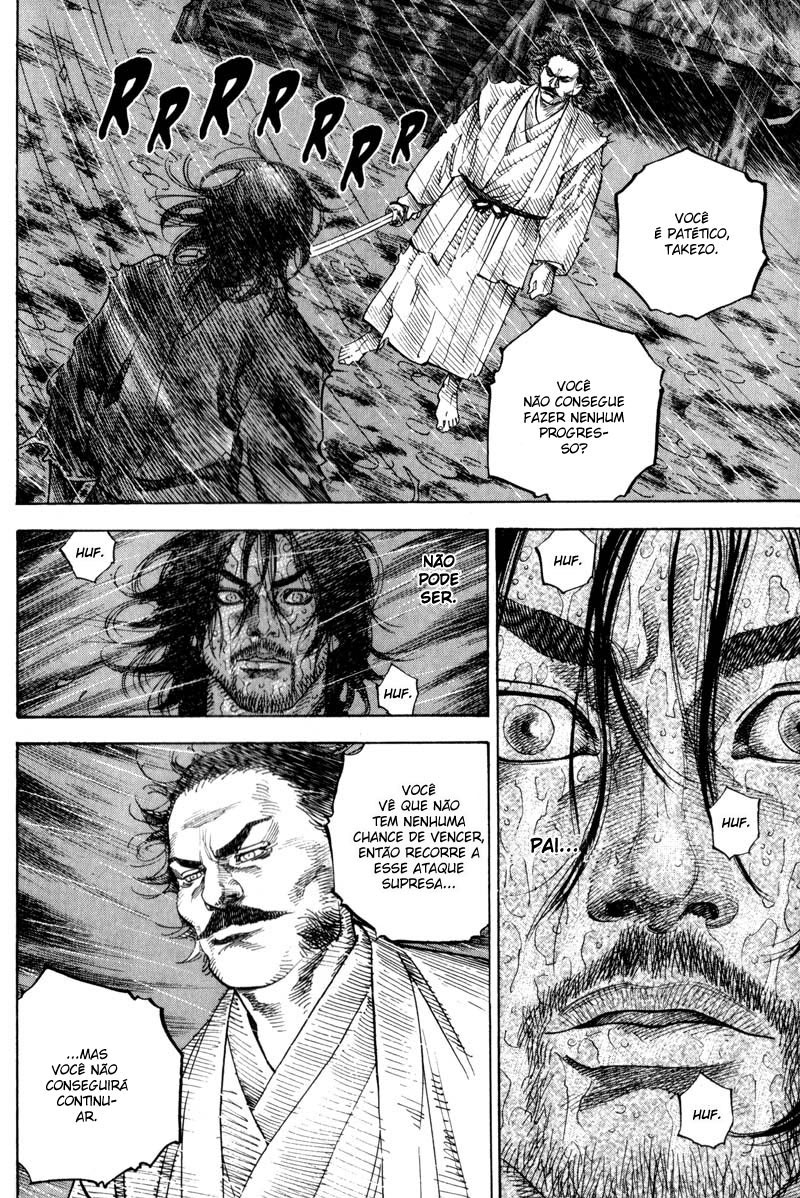 RRRRRRR
VOCÊ
É PATÉTICO,
TAKEZO.
VOCÊ
NÃO CONSEGUE
FAZER NENHUM
PROGRES-
SO?
HUF.
PAI...
HUF.
HUF.
HUF.
NÃO
PODE
SER.
HUF.
VOCÊ
VÊ QUE NÃO
TEM NENHUMA
CHANCE DE VENCER,
ENTÃO RECORRE A
ESSE ATAQUE
SUPRESA...
...MAS
VOCÊ NÃO
CONSEGUIRÁ
CONTINU-
AR.